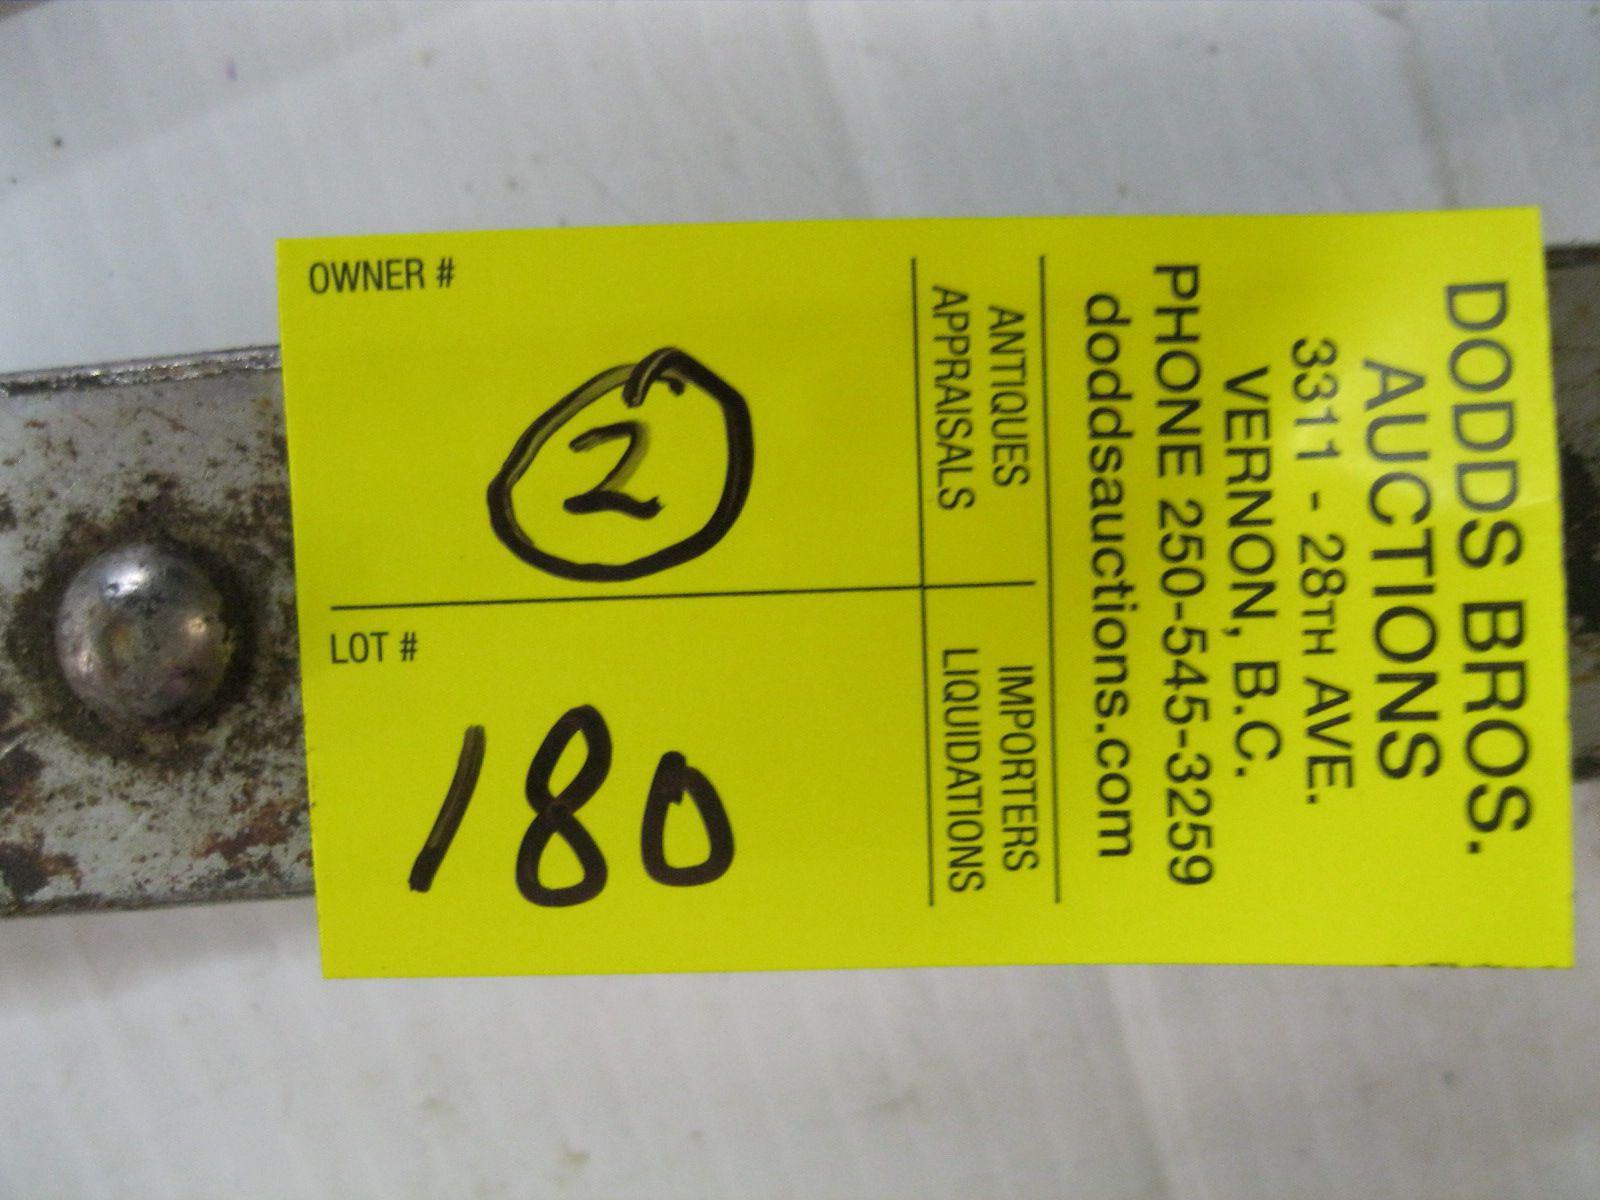 DODDS BROS.
AUCTIONS
3311 - 28TH AVE.
VERNON, B.C.
PHONE 250-545-3259
doddsauctions.com
ANTIQUES
APPRAISALS
IMPORTERS
LIQUIDATIONS
OWNER #
2
LOT #
180